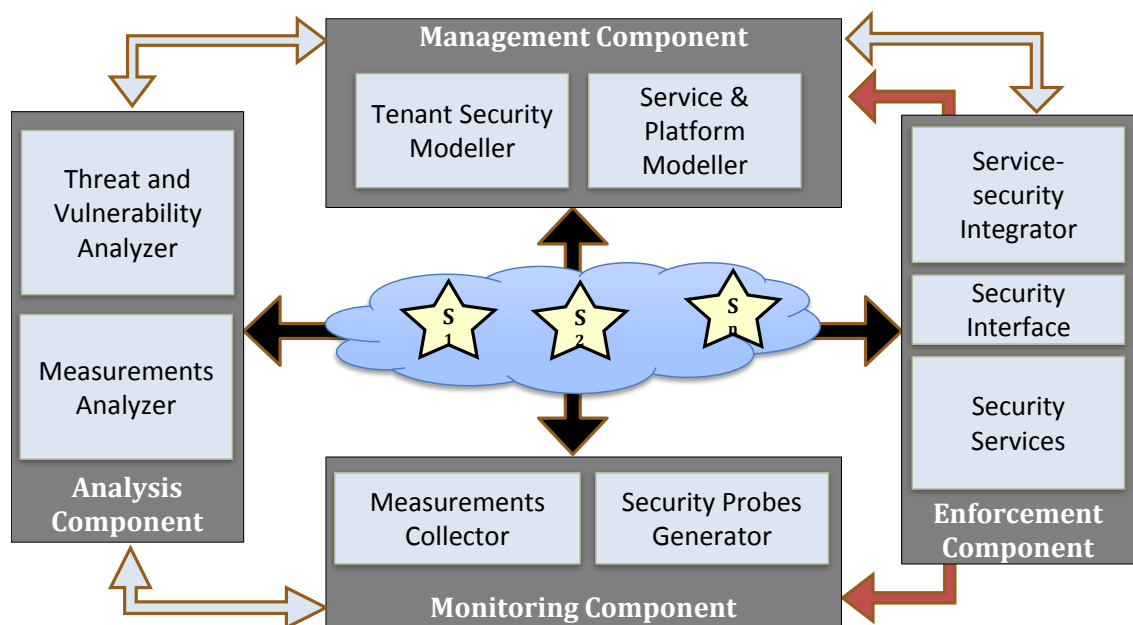 Management Component
Tenant Security
Modeller
Service &
Platform
Modeller
Threat and
Vulnerability
Analyzer
Measurements
Analyzer
Analysis
Component
S
1
S
2
S
n
Service-
security
Integrator
Security
Interface
Security
Services
Enforcement
Component
Measurements
Collector
Security Probes
Generator
Monitoring Component